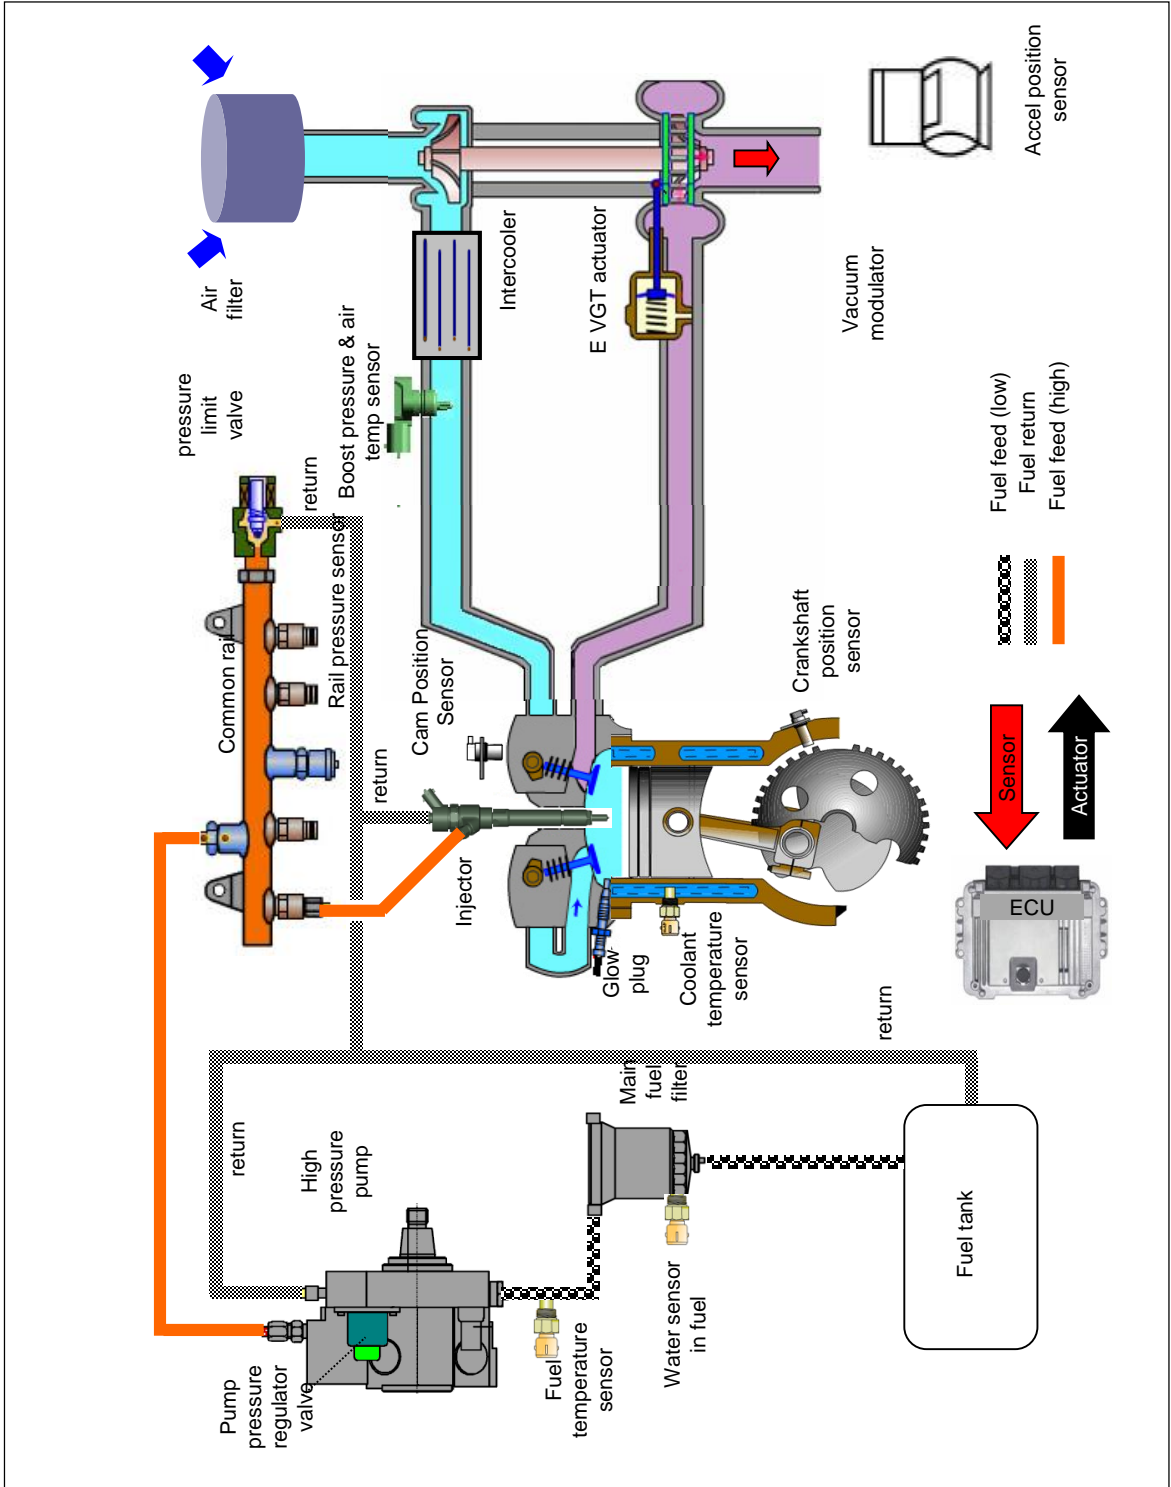 Air
filter
Accel position
sensor
Intercooler
E VGT actuator
Vacuum
modulator
pressure
limit
valve
Boost pressure & air
temp sensor
return
Common rail
Rail pressure sensor
Cam Position
Sensor
Crankshaft
position
sensor
Fuel feed (low)
Fuel return
Fuel feed (high)
return
Injector
Glow
plug
Coolant
temperature
sensor
Sensor
Actuator
ECU
return
return
High
pressure
pump
Main
fuel
filter
Pump
pressure
regulator
valve
Fuel
temperature
sensor
Water sensor
in fuel
Fuel tank